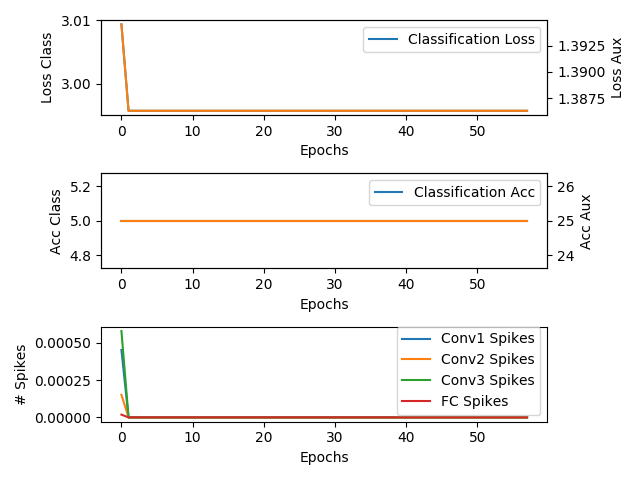 3.01
3.00
Loss Class
Classification Loss
1.3925
1.3900
1.3875
Loss Aux
0 10 20 30 40 50
Epochs
5.2
5.0
4.8
Acc Class
Classification Acc
26
25
24
Acc Aux
0 10 20 30 40 50
Epochs
0.00050
0.00025
0.00000
# Spikes
Conv1 Spikes
Conv2 Spikes
Conv3 Spikes
FC Spikes
0 10 20 30 40 50
Epochs